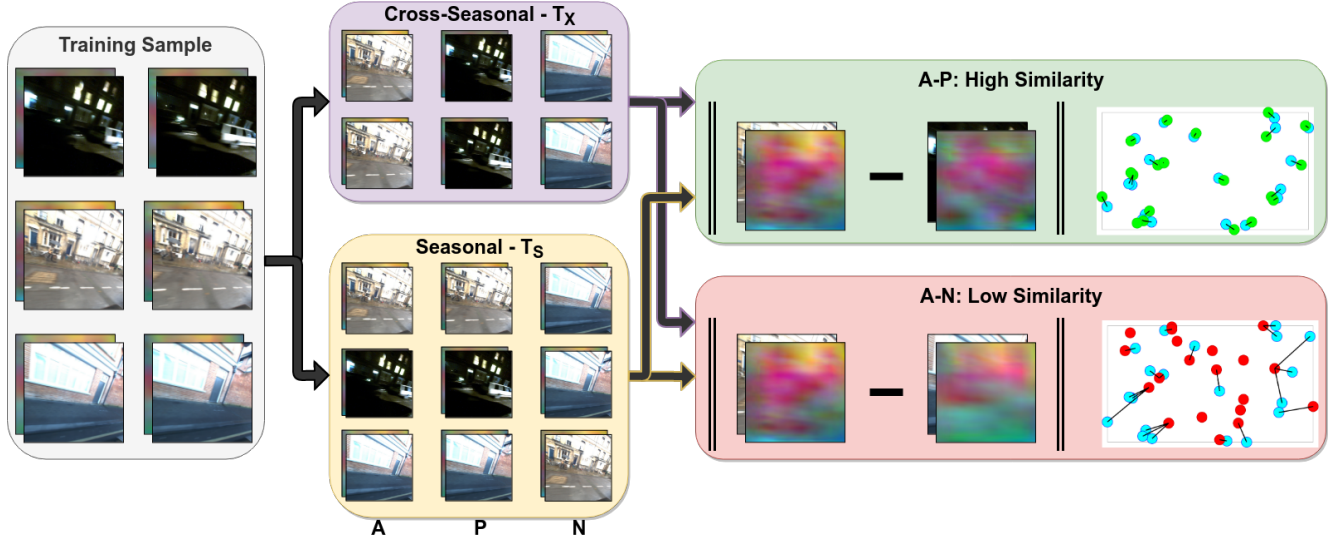 Training Sample
Cross-Seasonal - TX
Seasonal - TS
A P N
A-P: High Similarity
A-N: Low Similarity